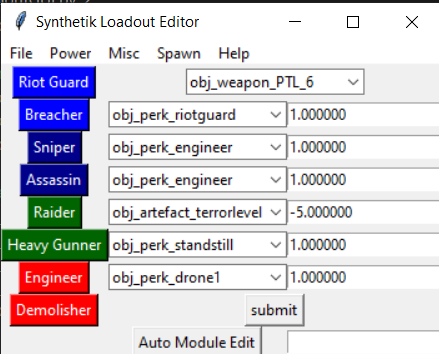 Synthetik Loadout Editor
File Power Misc Spawn Help
Riot Guard obj_weapon_PTL_6
Breacher obj_perk_riotguard 1.000000
Sniper obj_perk_engineer 1.000000
Assassin obj_perk_engineer 1.000000
Raider obj_artefact_terrorlevel -5.000000
Heavy Gunner obj_perk_standstill 1.000000
Engineer obj_perk_drone1 1.000000
Demolisher submit
Auto Module Edit